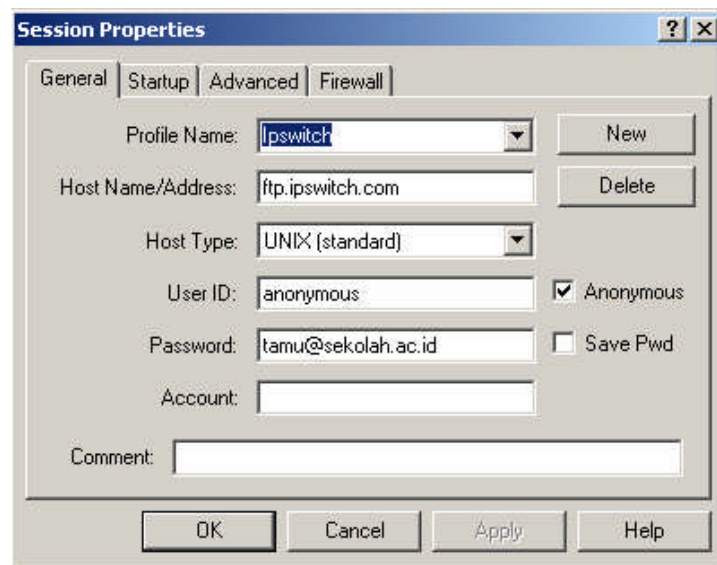 Session Properties
General Startup Advanced Firewall
Profile Name: Ipswitch New
Host Name/Address: ftp.ipswitch.com Delete
Host Type: UNIX (standard)
User ID: anonymous Anonymous
Password: tamu@sekolah.ac.id Save Pwd
Account:
Comment:
OK Cancel Apply Help